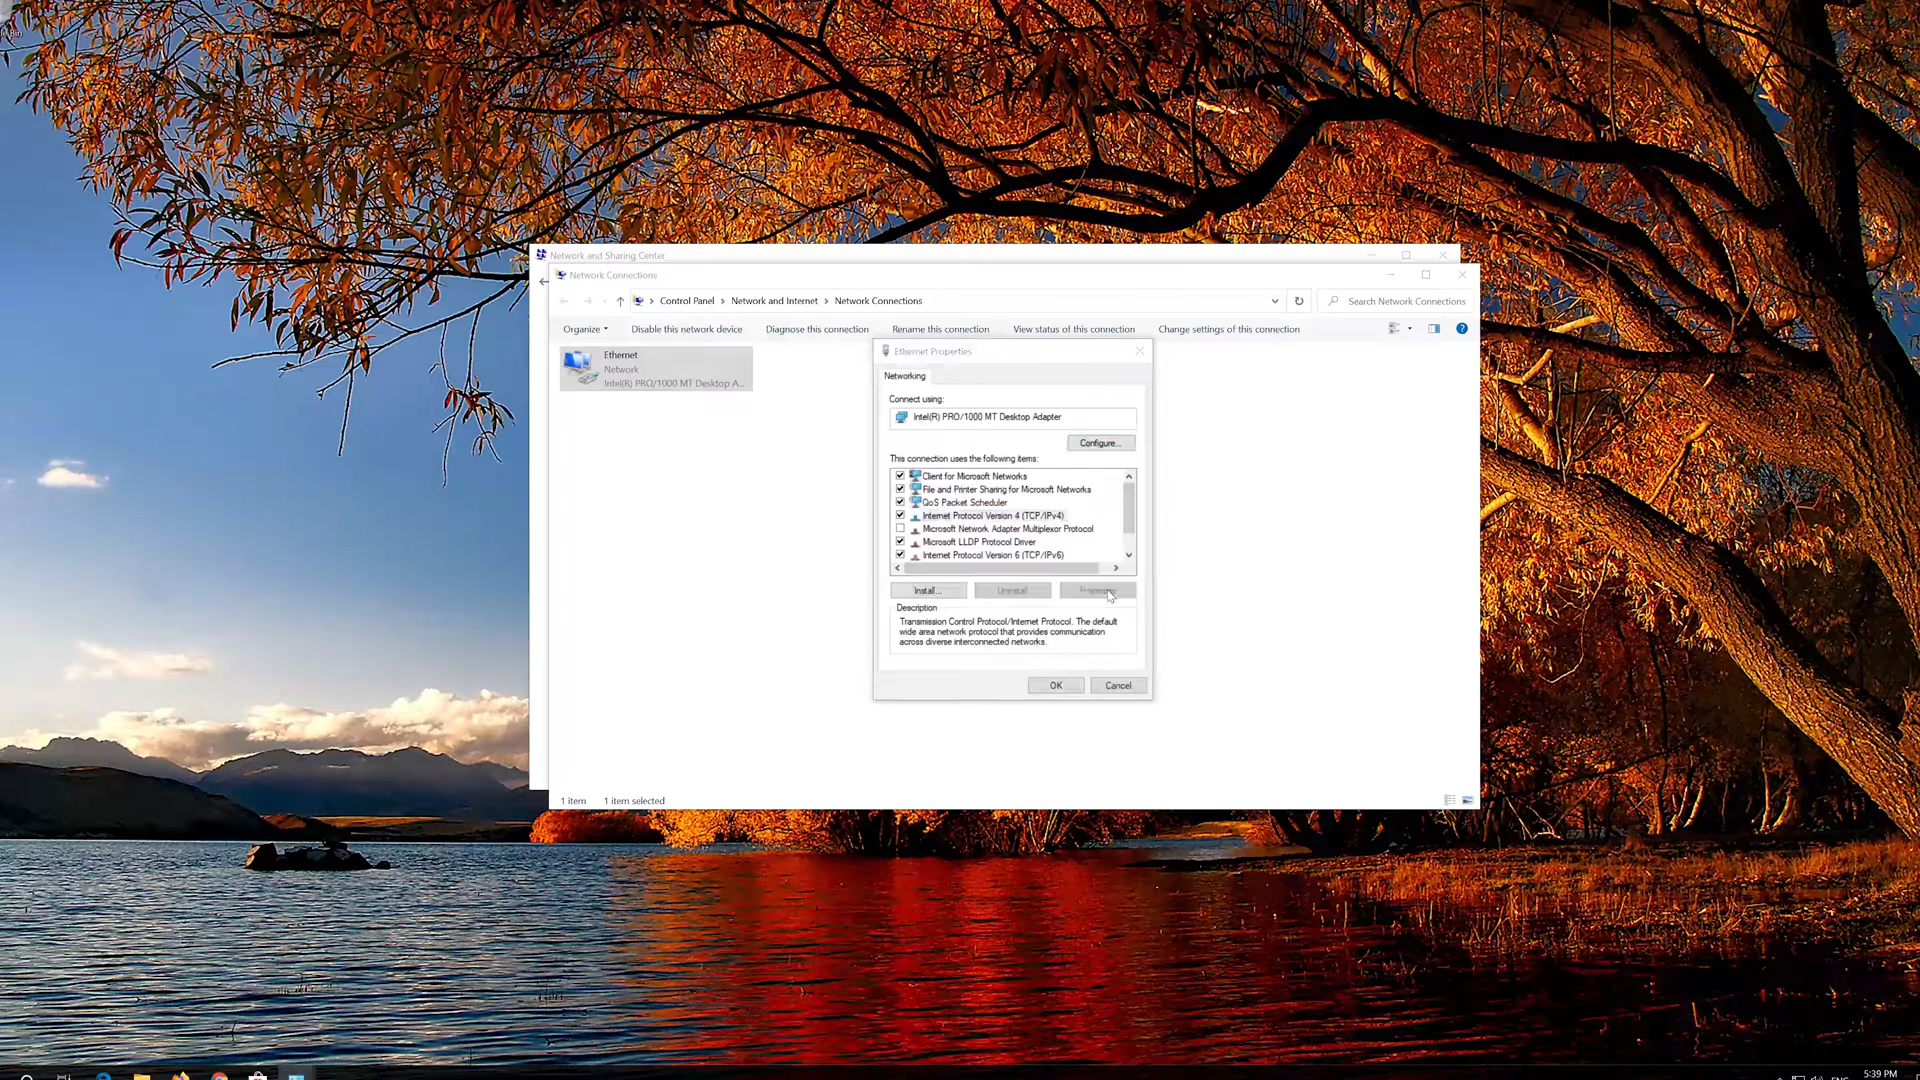 Network and Sharing Center
Network Connections
Control Panel > Network and Internet > Network Connections
Search Network Connections
Organize
Disable this network device
Diagnose this connection
Rename this connection
View status of this connection
Change settings of this connection
Ethernet
Network
Intel(R) PRO/1000 MT Desktop A...
Ethernet Properties
Networking
Connect using:
Intel(R) PRO/1000 MT Desktop Adapter
Configure...
This connection uses the following items:
Client for Microsoft Networks
File and Printer Sharing for Microsoft Networks
QoS Packet Scheduler
Internet Protocol Version 4 (TCP/IPv4)
Microsoft Network Adapter Multiplexor Protocol
Microsoft LLDP Protocol Driver
Internet Protocol Version 6 (TCP/IPv6)
Install...
Uninstall
Description
Transmission Control Protocol/Internet Protocol. The default
wide area network protocol that provides communication
across diverse interconnected networks.
OK
Cancel
1 item
1 item selected
5:39 PM